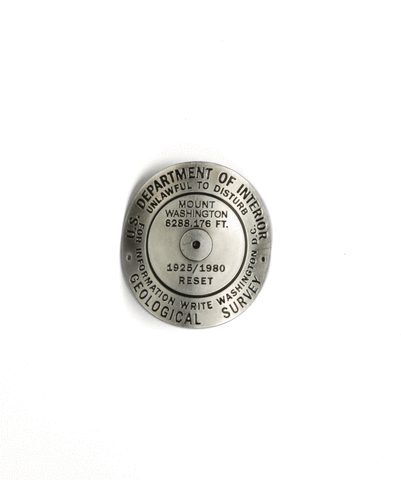 U.S. DEPARTMENT OF INTERIOR
UNLAWFUL TO DISTURB
MOUNT
WASHINGTON
6288.176 FT.
1925/1980
RESET
FOR INFORMATION WRITE WASHINGTON D.C.
GEOLOGICAL SURVEY